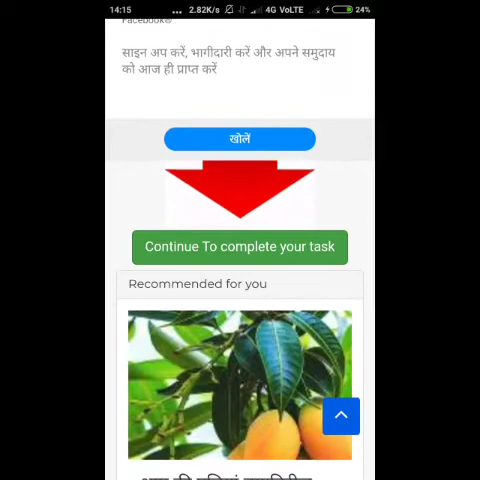 14:15 ... 2.82K/s 4G VoLTE 24%
Facebook®
साइन अप करें, भागीदारी करें और अपने समुदाय
को आज ही प्राप्त करें
खोलें
Continue To complete your task
Recommended for you